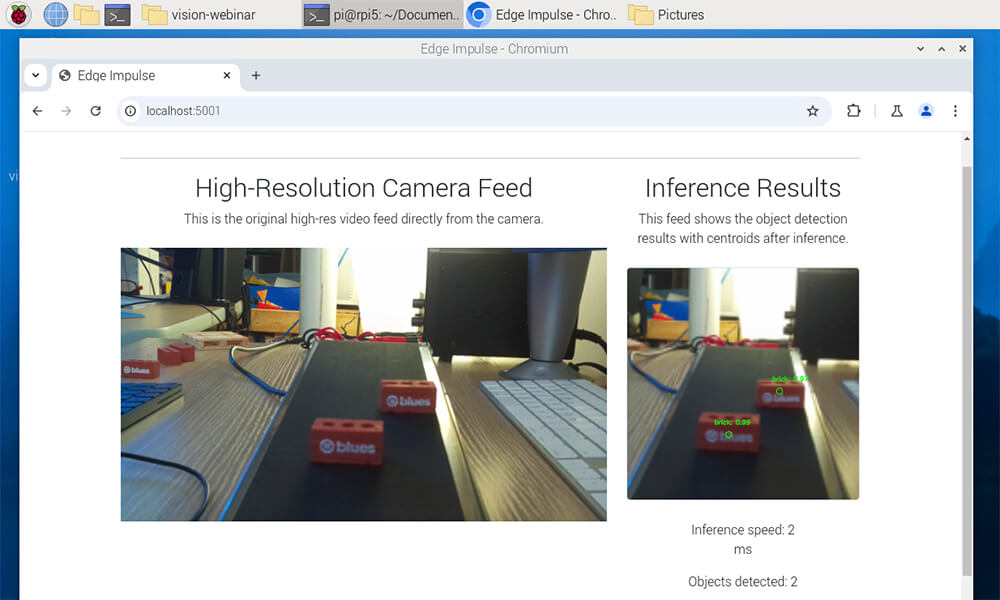 vision-webinar
pi@rpi5: ~/Documen..
Edge Impulse - Chro..
Pictures
Edge Impulse - Chromium
Edge Impulse
localhost:5001
High-Resolution Camera Feed
This is the original high-res video feed directly from the camera.
blues
blues
blues
Inference Results
This feed shows the object detection
results with centroids after inference.
brick: 0.97
blues
brick: 0.99
blues
Inference speed: 2
ms
Objects detected: 2